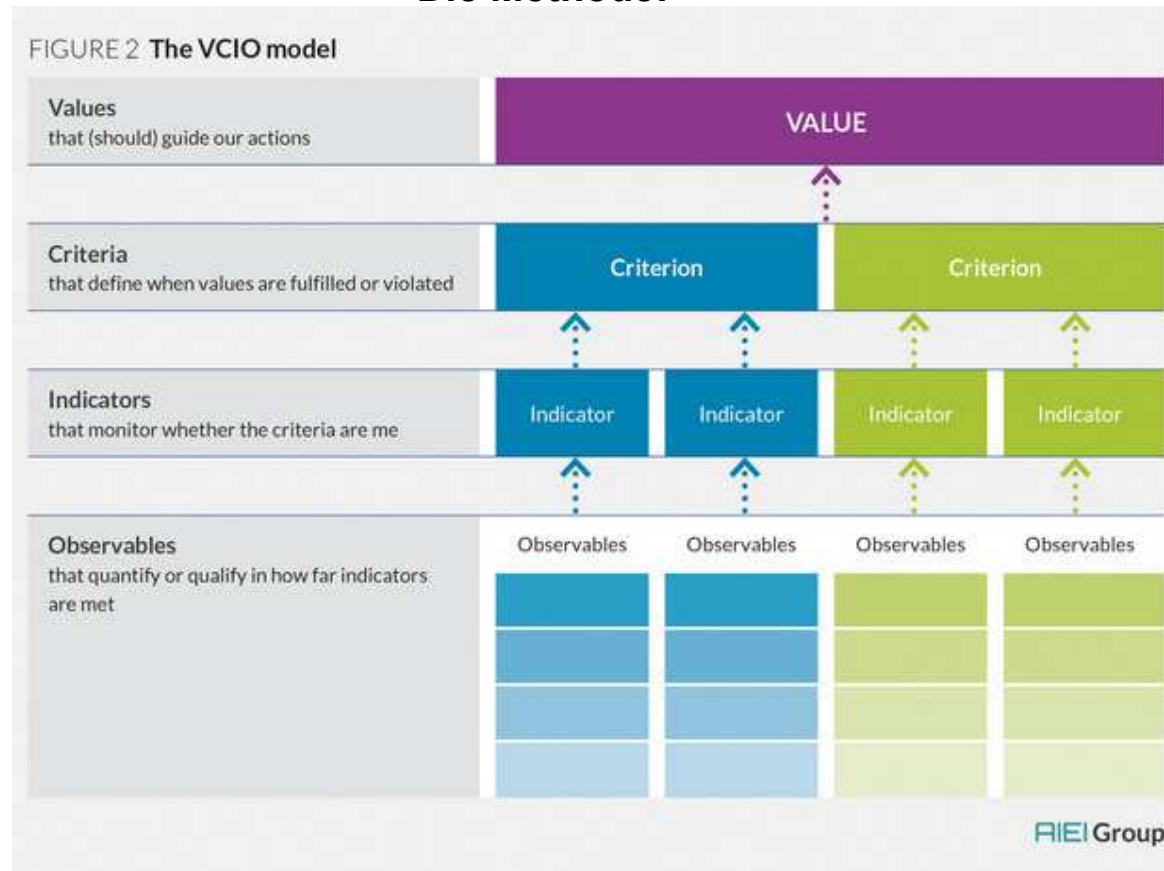 FIGURE 2 The VCIO model
Values
that (should) guide our actions
VALUE
Criteria
that define when values are fulfilled or violated
Criterion
Criterion
Indicators
that monitor whether the criteria are me
Indicator
Indicator
Indicator
Indicator
Observables
that quantify or qualify in how far indicators
are met
Observables
Observables
Observables
Observables
AIEI Group